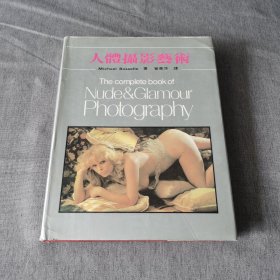 人體攝影藝術
Michael Busselle 著
The complete book of
Nude&Glamour
Photography